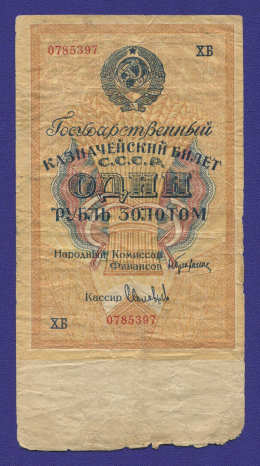 0785397 ХВ
Государственный
КАЗНАЧЕЙСКИЙ БИЛЕТ
С.С.С.Р.
ОДИН
РУБЛЬ ЗОЛОТОМ
Народный Комиссар
Финансов
Кассир
ХВ 0785397